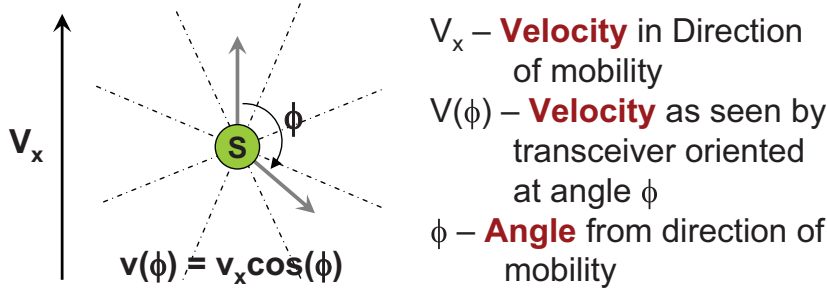 Vₓ
S
ϕ
v(ϕ) = vₓcos(ϕ)
Vₓ – Velocity in Direction
of mobility
V(ϕ) – Velocity as seen by
transceiver oriented
at angle ϕ
ϕ – Angle from direction of
mobility